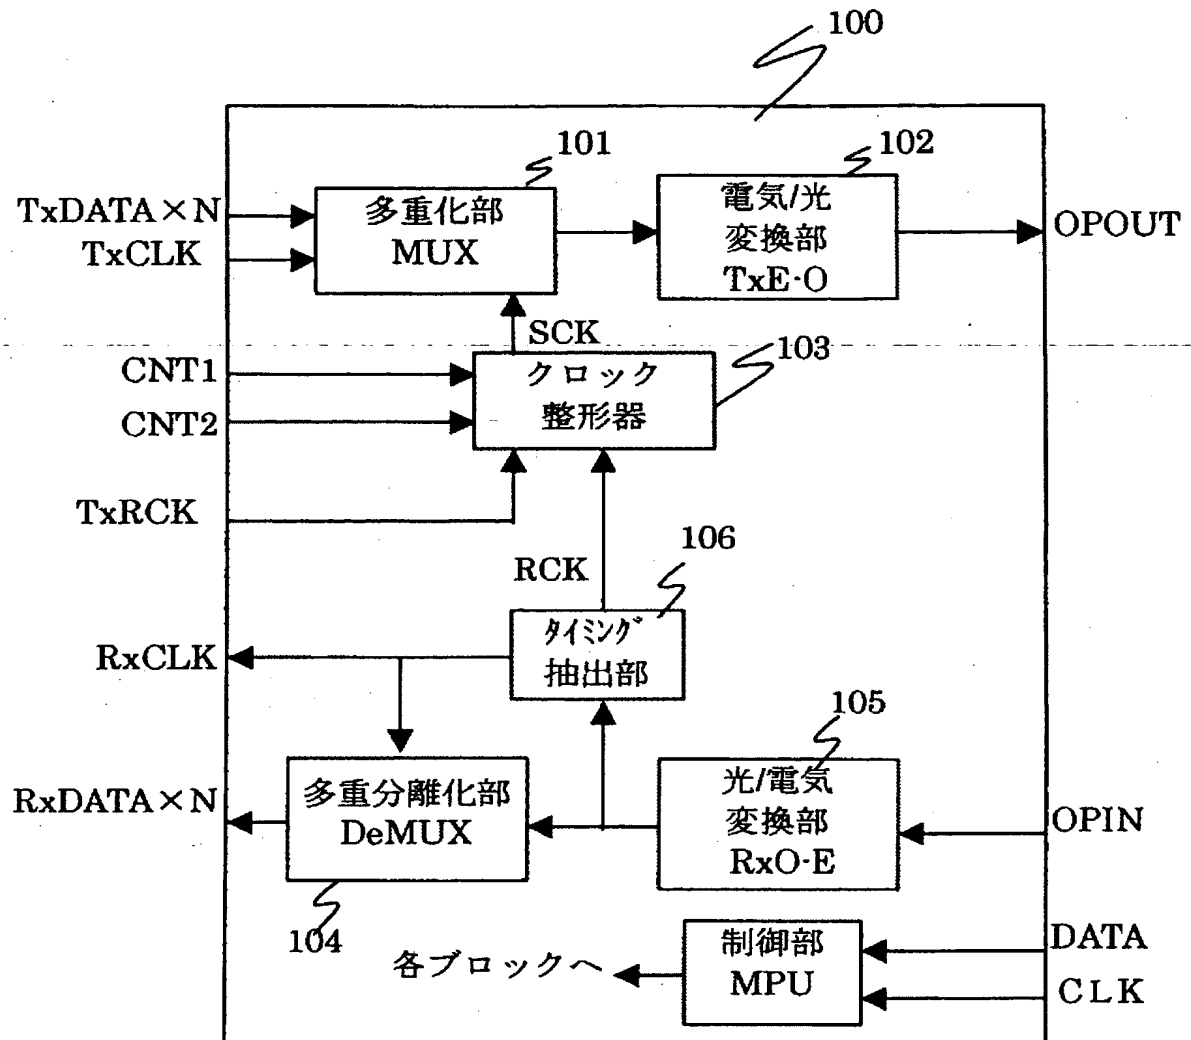 100
101
102
TxDATA×N
TxCLK
多重化部
MUX
電気/光
変換部
TxE·O
OPOUT
SCK
103
CNT1
CNT2
クロック
整形器
TxRCK
RCK
106
RxCLK
ﾀｲﾐﾝｸﾞ
抽出部
105
RxDATA×N
多重分離化部
DeMUX
光/電気
変換部
RxO·E
OPIN
104
各ブロックへ
制御部
MPU
DATA
CLK